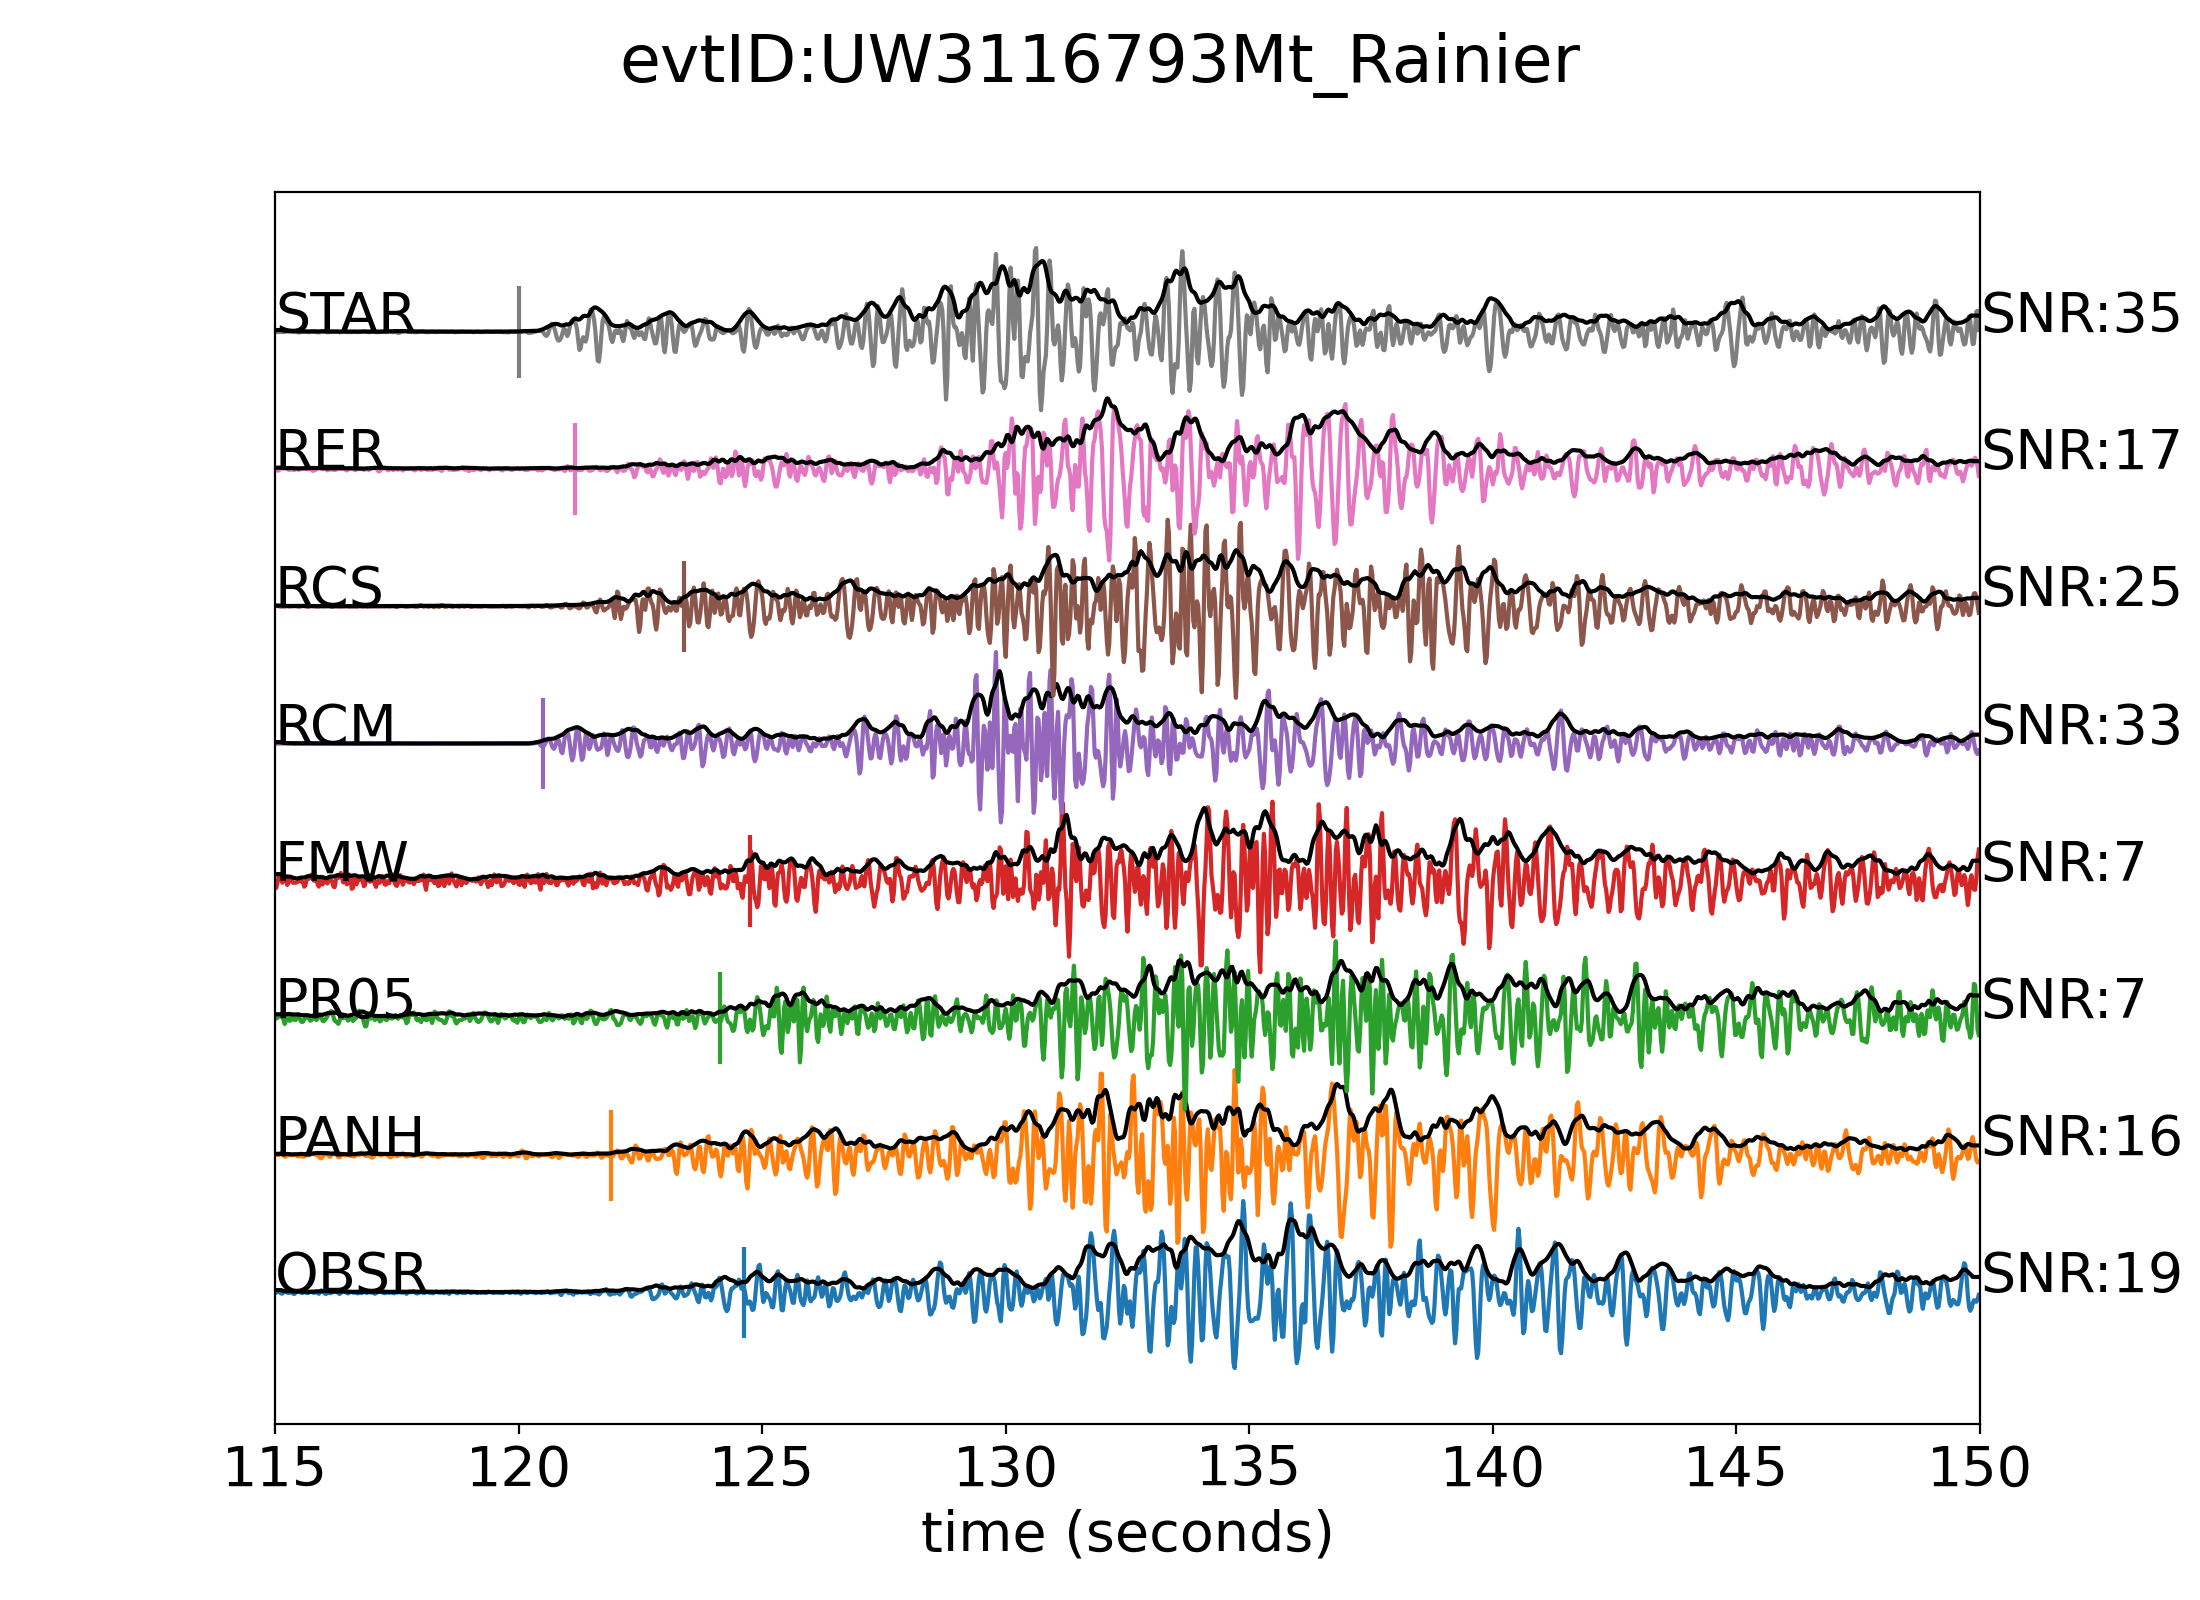 evtID:UW3116793Mt_Rainier
STAR SNR:35
RER SNR:17
RCS SNR:25
RCM SNR:33
FMW SNR:7
PR05 SNR:7
PANH SNR:16
OBSR SNR:19
115 120 125 130 135 140 145 150
time (seconds)